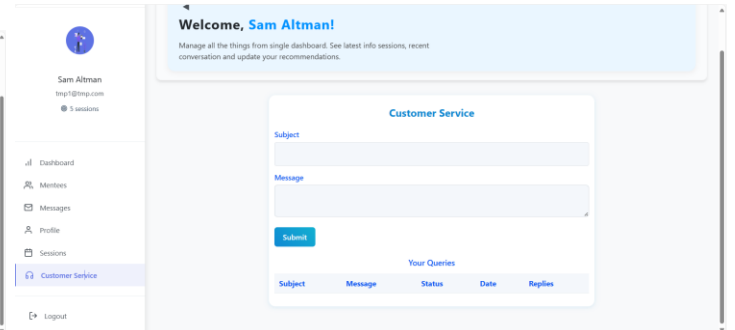 Welcome, Sam Altman!
Manage all the things from single dashboard. See latest info sessions, recent
conversation and update your recommendations.
Sam Altman
tmp1@tmp.com
5 sessions
Dashboard
Mentees
Messages
Profile
Sessions
Customer Service
Logout
Customer Service
Subject
Message
Submit
Your Queries
Subject Message Status Date Replies